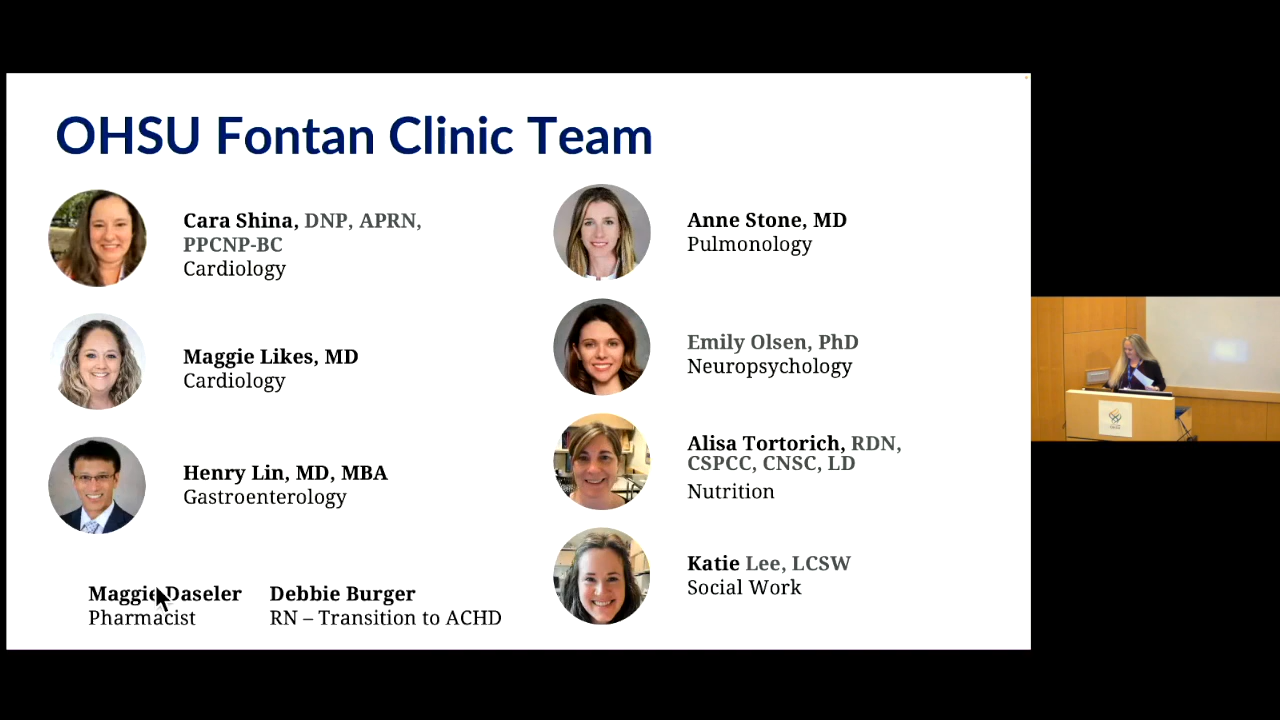 OHSU Fontan Clinic Team
Cara Shina, DNP, APRN,
PPCNP-BC
Cardiology
Maggie Likes, MD
Cardiology
Henry Lin, MD, MBA
Gastroenterology
Maggie Daseler
Pharmacist
Debbie Burger
RN – Transition to ACHD
Anne Stone, MD
Pulmonology
Emily Olsen, PhD
Neuropsychology
Alisa Tortorich, RDN,
CSPCC, CNSC, LD
Nutrition
Katie Lee, LCSW
Social Work